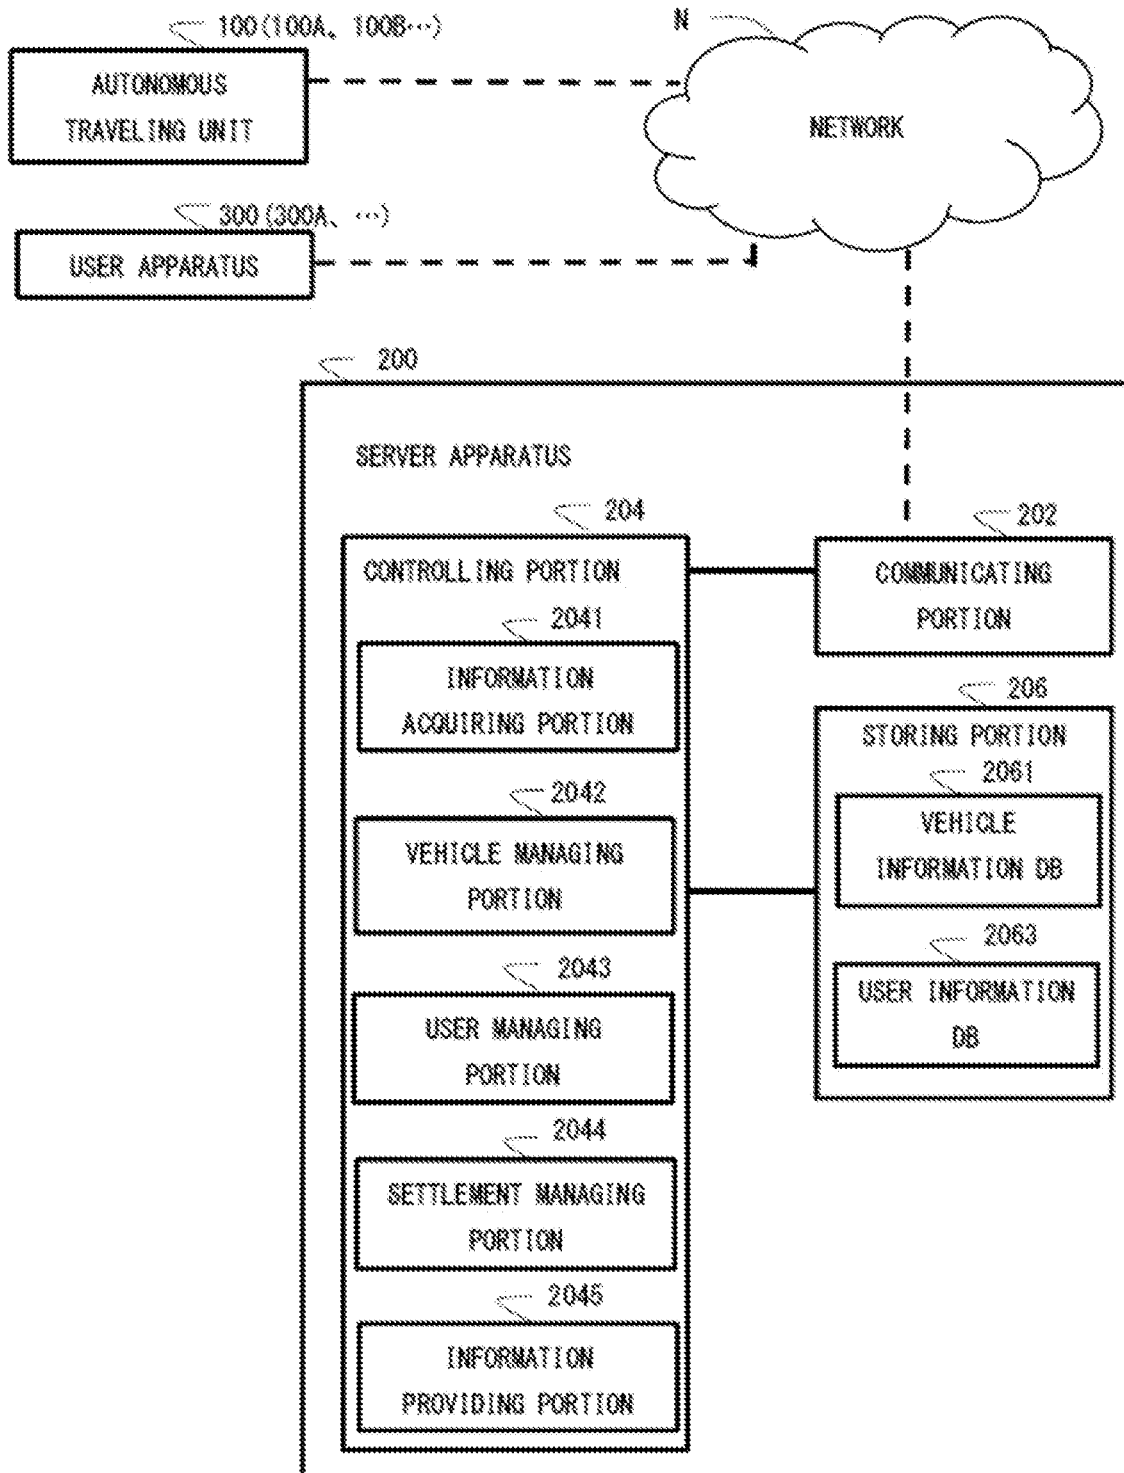 100(100A、100B…)
AUTONOMOUS
TRAVELING UNIT
N
NETWORK
300(300A、…)
USER APPARATUS
200
SERVER APPARATUS
204
CONTROLLING PORTION
2041
INFORMATION
ACQUIRING PORTION
2042
VEHICLE MANAGING
PORTION
2043
USER MANAGING
PORTION
2044
SETTLEMENT MANAGING
PORTION
2045
INFORMATION
PROVIDING PORTION
202
COMMUNICATING
PORTION
206
STORING PORTION
2061
VEHICLE
INFORMATION DB
2063
USER INFORMATION
DB